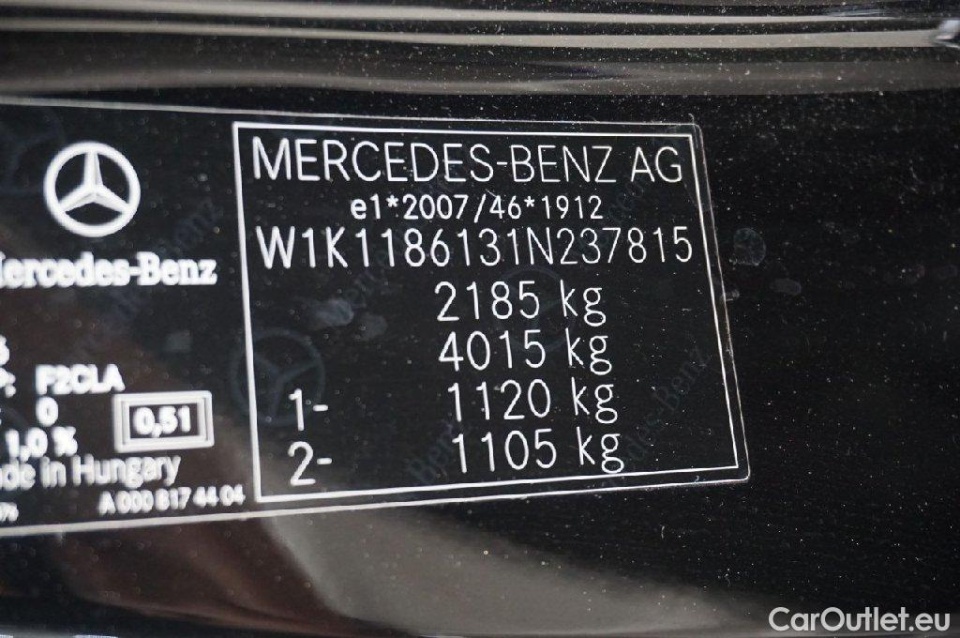 MERCEDES-BENZ AG
e1*2007/46*1912
W1K1186131N237815
2185 kg
4015 kg
1- 1120 kg
2- 1105 kg
Mercedes-Benz
F2CLA
0
1,0 %
0,51
Made in Hungary
A 000 817 44 04
CarOutlet.eu